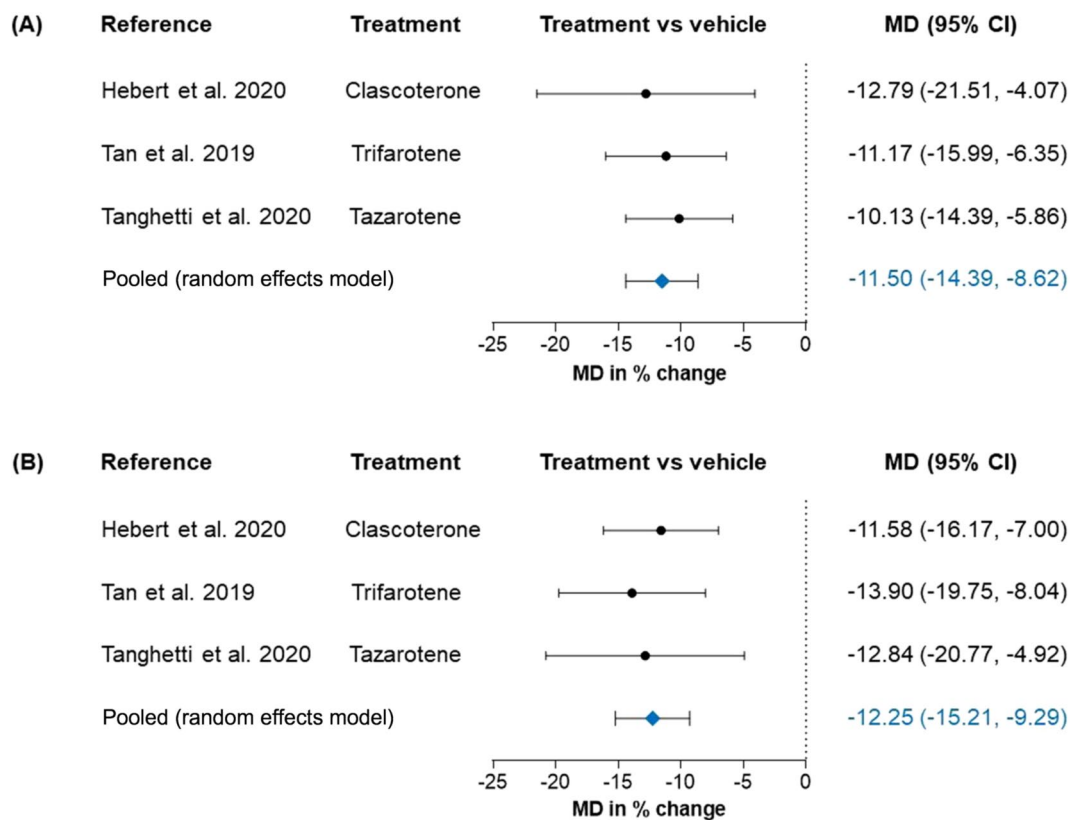 (A) Reference Treatment Treatment vs vehicle MD (95% CI)
Hebert et al. 2020 Clascoterone -12.79 (-21.51, -4.07)
Tan et al. 2019 Trifarotene -11.17 (-15.99, -6.35)
Tanghetti et al. 2020 Tazarotene -10.13 (-14.39, -5.86)
Pooled (random effects model) -11.50 (-14.39, -8.62)
-25 -20 -15 -10 -5 0
MD in % change
(B) Reference Treatment Treatment vs vehicle MD (95% CI)
Hebert et al. 2020 Clascoterone -11.58 (-16.17, -7.00)
Tan et al. 2019 Trifarotene -13.90 (-19.75, -8.04)
Tanghetti et al. 2020 Tazarotene -12.84 (-20.77, -4.92)
Pooled (random effects model) -12.25 (-15.21, -9.29)
-25 -20 -15 -10 -5 0
MD in % change